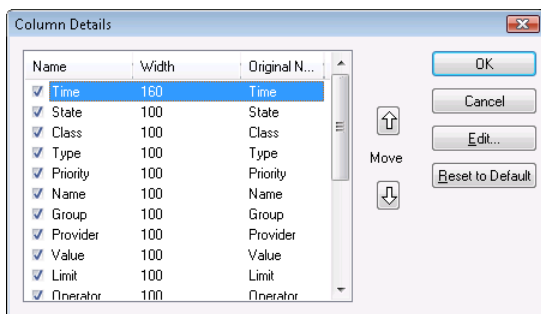 Column Details
Name Width Original N...
Time 160 Time
State 100 State
Class 100 Class
Type 100 Type
Priority 100 Priority
Name 100 Name
Group 100 Group
Provider 100 Provider
Value 100 Value
Limit 100 Limit
Operator 100 Operator
Move
OK
Cancel
Edit...
Reset to Default